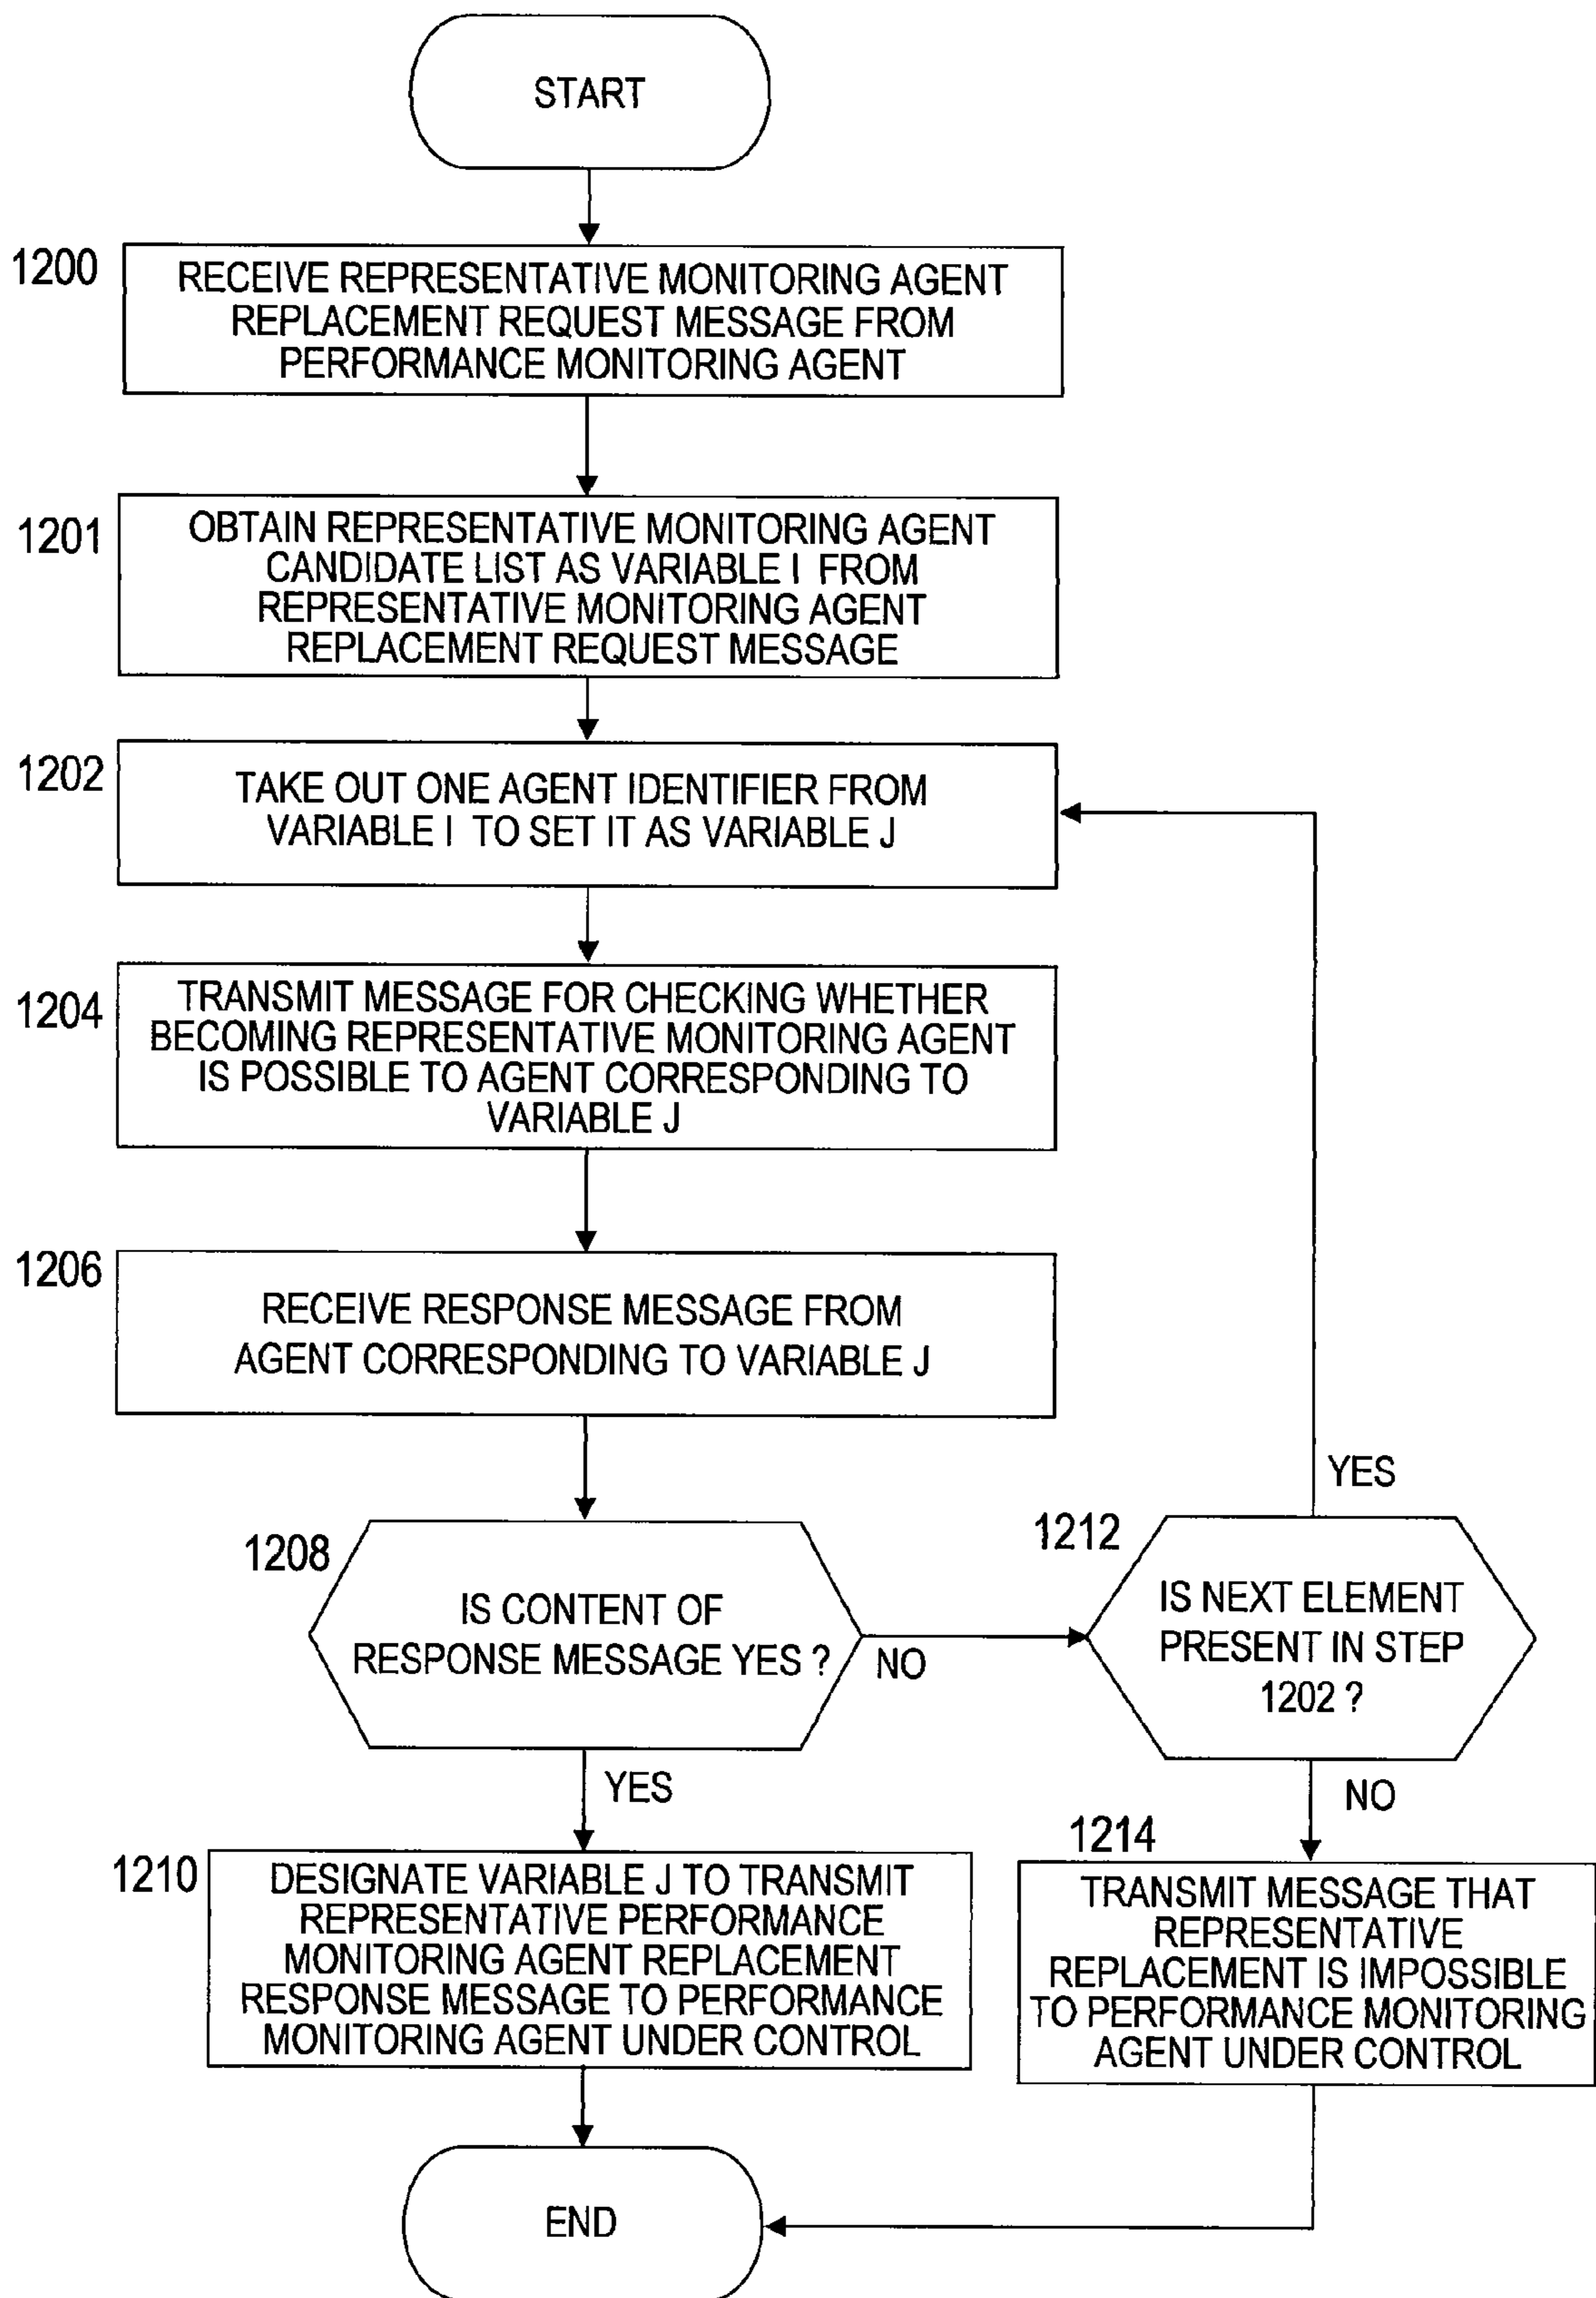 START
1200
RECEIVE REPRESENTATIVE MONITORING AGENT
REPLACEMENT REQUEST MESSAGE FROM
PERFORMANCE MONITORING AGENT
1201
OBTAIN REPRESENTATIVE MONITORING AGENT
CANDIDATE LIST AS VARIABLE I FROM
REPRESENTATIVE MONITORING AGENT
REPLACEMENT REQUEST MESSAGE
1202
TAKE OUT ONE AGENT IDENTIFIER FROM
VARIABLE I TO SET IT AS VARIABLE J
1204
TRANSMIT MESSAGE FOR CHECKING WHETHER
BECOMING REPRESENTATIVE MONITORING AGENT
IS POSSIBLE TO AGENT CORRESPONDING TO
VARIABLE J
1206
RECEIVE RESPONSE MESSAGE FROM
AGENT CORRESPONDING TO VARIABLE J
1208
IS CONTENT OF
RESPONSE MESSAGE YES ?
NO
YES
1212
IS NEXT ELEMENT
PRESENT IN STEP
1202 ?
YES
NO
1210
DESIGNATE VARIABLE J TO TRANSMIT
REPRESENTATIVE PERFORMANCE
MONITORING AGENT REPLACEMENT
RESPONSE MESSAGE TO PERFORMANCE
MONITORING AGENT UNDER CONTROL
1214
TRANSMIT MESSAGE THAT
REPRESENTATIVE
REPLACEMENT IS IMPOSSIBLE
TO PERFORMANCE MONITORING
AGENT UNDER CONTROL
END